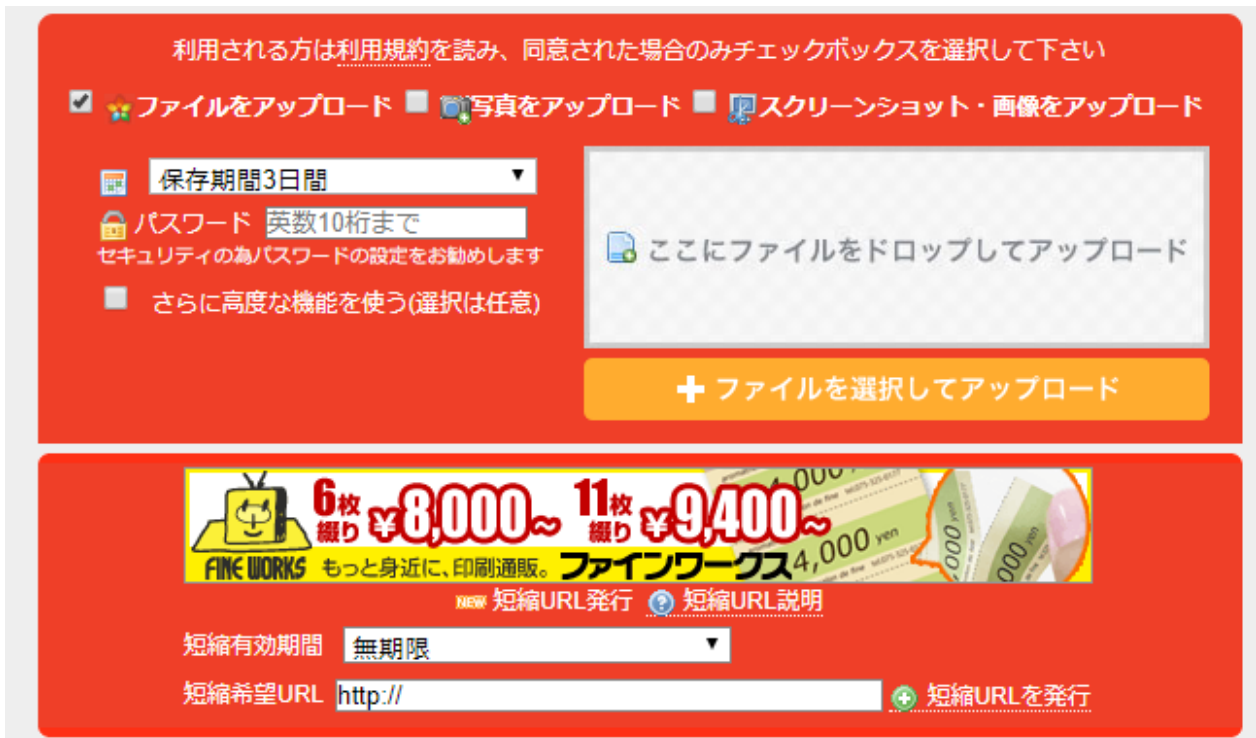 利用される方は利用規約を読み、同意された場合のみチェックボックスを選択して下さい
ファイルをアップロード 写真をアップロード スクリーンショット・画像をアップロード
保存期間3日間
パスワード 英数10桁まで
セキュリティの為パスワードの設定をお勧めします
さらに高度な機能を使う(選択は任意)
ここにファイルをドロップしてアップロード
ファイルを選択してアップロード
6枚綴り ¥8,000~ 11枚綴り ¥9,400~
FINE WORKS もっと身近に、印刷通販。 ファインワークス
4,000 yen
NEW 短縮URL発行 短縮URL説明
短縮有効期間 無期限
短縮希望URL http:// 短縮URLを発行